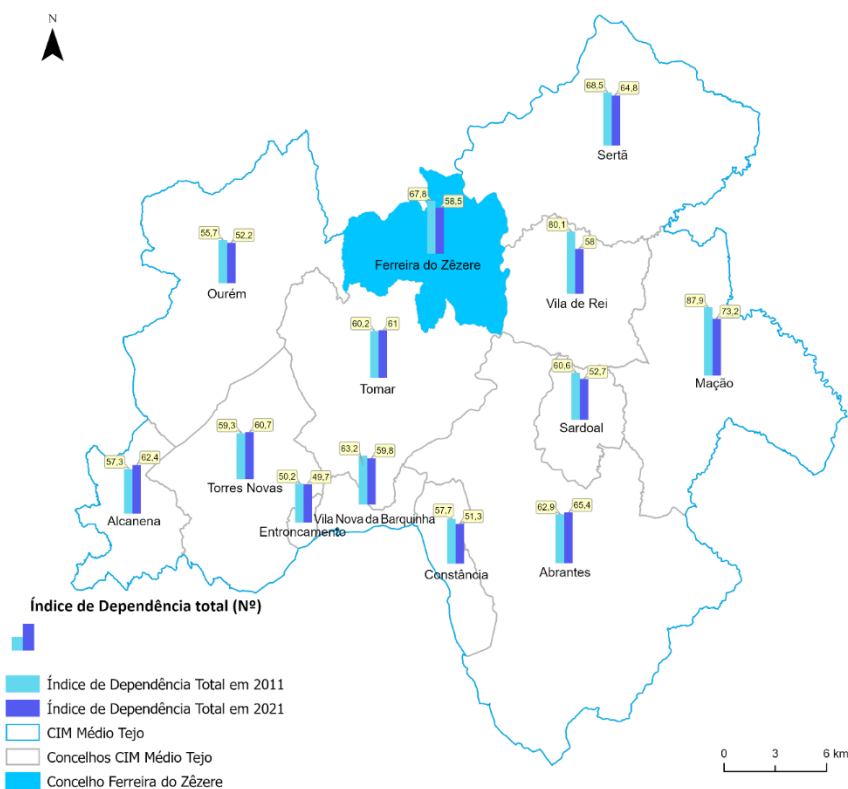 N
68,5 64,8
Sertã
67,8 58,5
Ferreira do Zêzere
80,1 58
Vila de Rei
55,7 52,2
Ourém
87,9 73,2
Mação
60,2 61
Tomar
60,6 52,7
Sardoal
59,3 60,7
Torres Novas
57,3 62,4
Alcanena
50,2 49,7
Entroncamento
63,2 59,8
Vila Nova da Barquinha
57,7 51,3
Constância
62,9 65,4
Abrantes
Índice de Dependência total (Nº)
Índice de Dependência Total em 2011
Índice de Dependência Total em 2021
CIM Médio Tejo
Concelhos CIM Médio Tejo
Concelho Ferreira do Zêzere
0 3 6 km